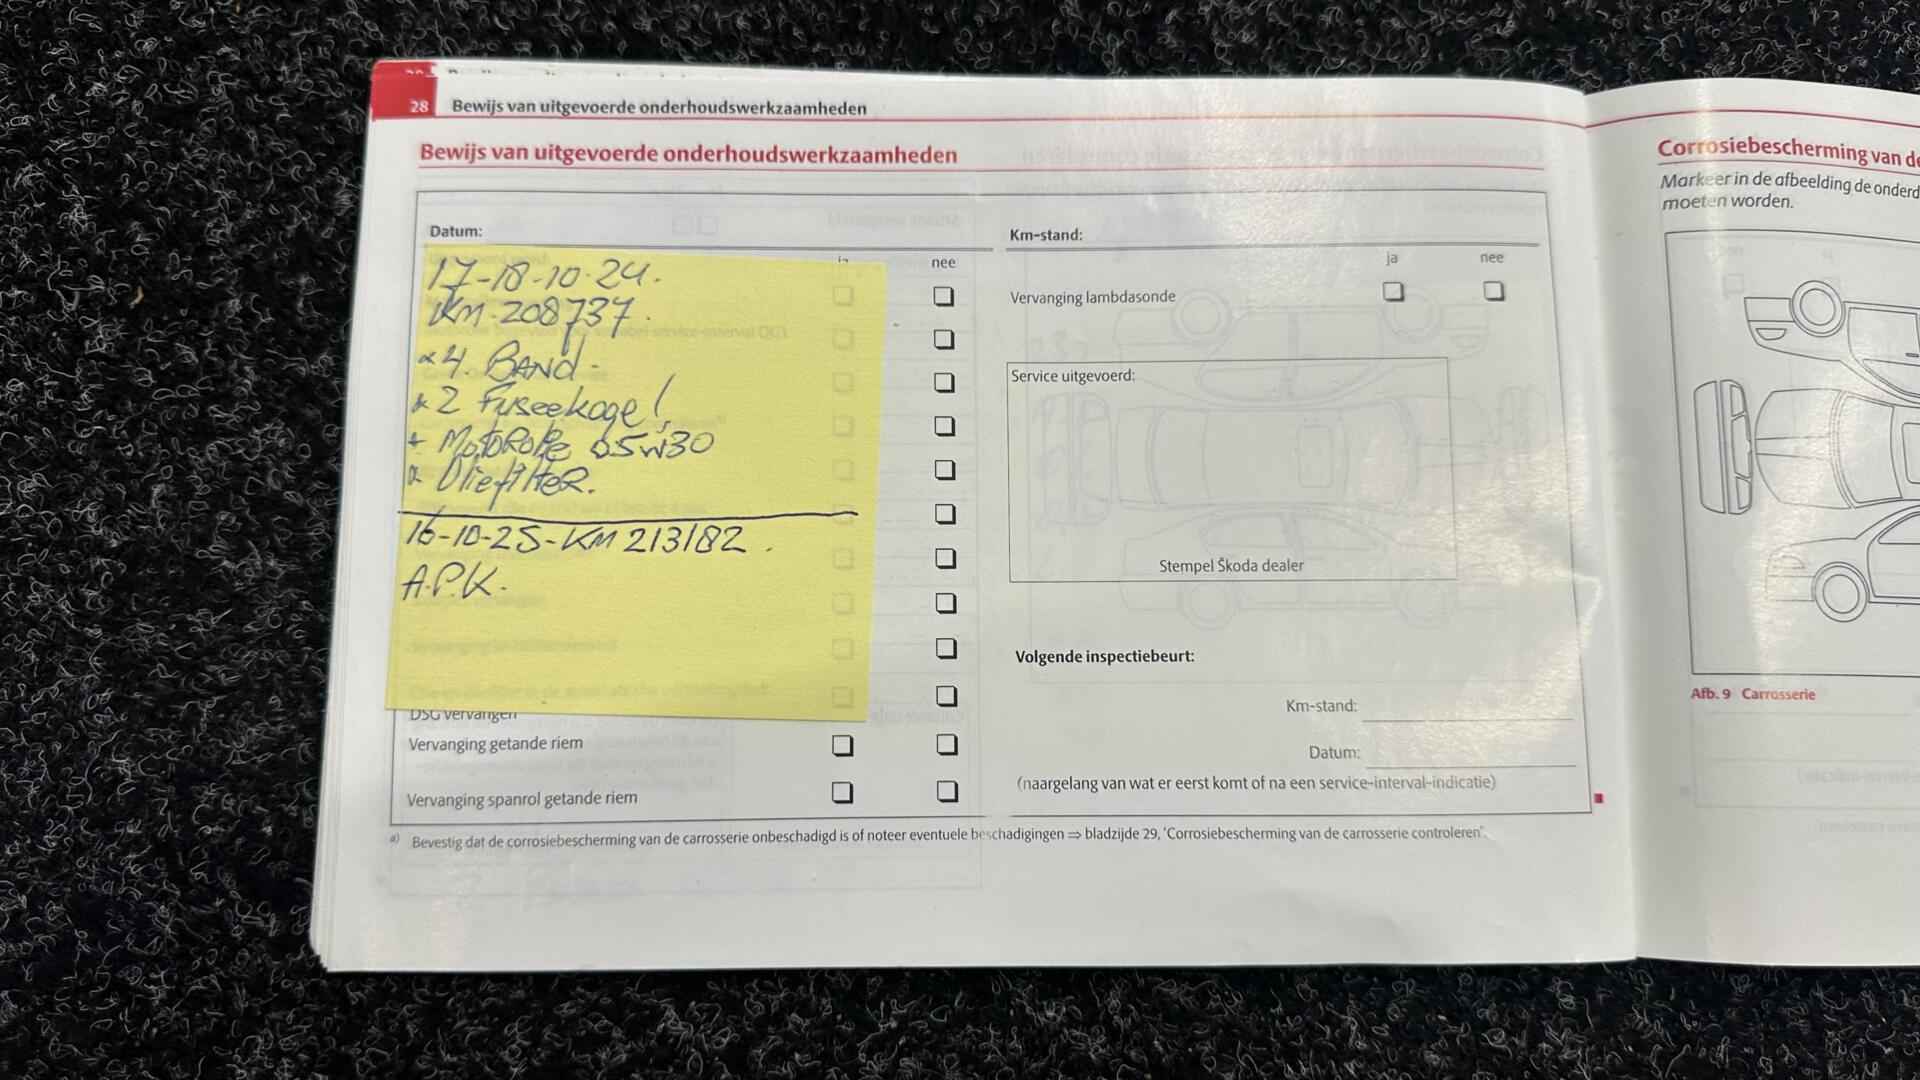 28 Bewijs van uitgevoerde onderhoudswerkzaamheden
Bewijs van uitgevoerde onderhoudswerkzaamheden
Datum:
nee
17-18-10-24.
KM-208737.
4. BAND-
2 Fuseekoge!
MOTOROLIE 05W30
OlieFilteR.
16-10-25-KM 213182.
A.P.K.
DSG vervangen
Vervanging getande riem
Vervanging spanrol getande riem
Km-stand:
ja nee
Vervanging lambdasonde
Service uitgevoerd:
Stempel Škoda dealer
Volgende inspectiebeurt:
Km-stand:
Datum:
(naargelang van wat er eerst komt of na een service-interval-indicatie)
a) Bevestig dat de corrosiebescherming van de carrosserie onbeschadigd is of noteer eventuele beschadigingen ⇒ bladzijde 29, 'Corrosiebescherming van de carrosserie controleren'.
Corrosiebescherming van de
Markeer in de afbeelding de onderd
moeten worden.
Afb. 9 Carrosserie